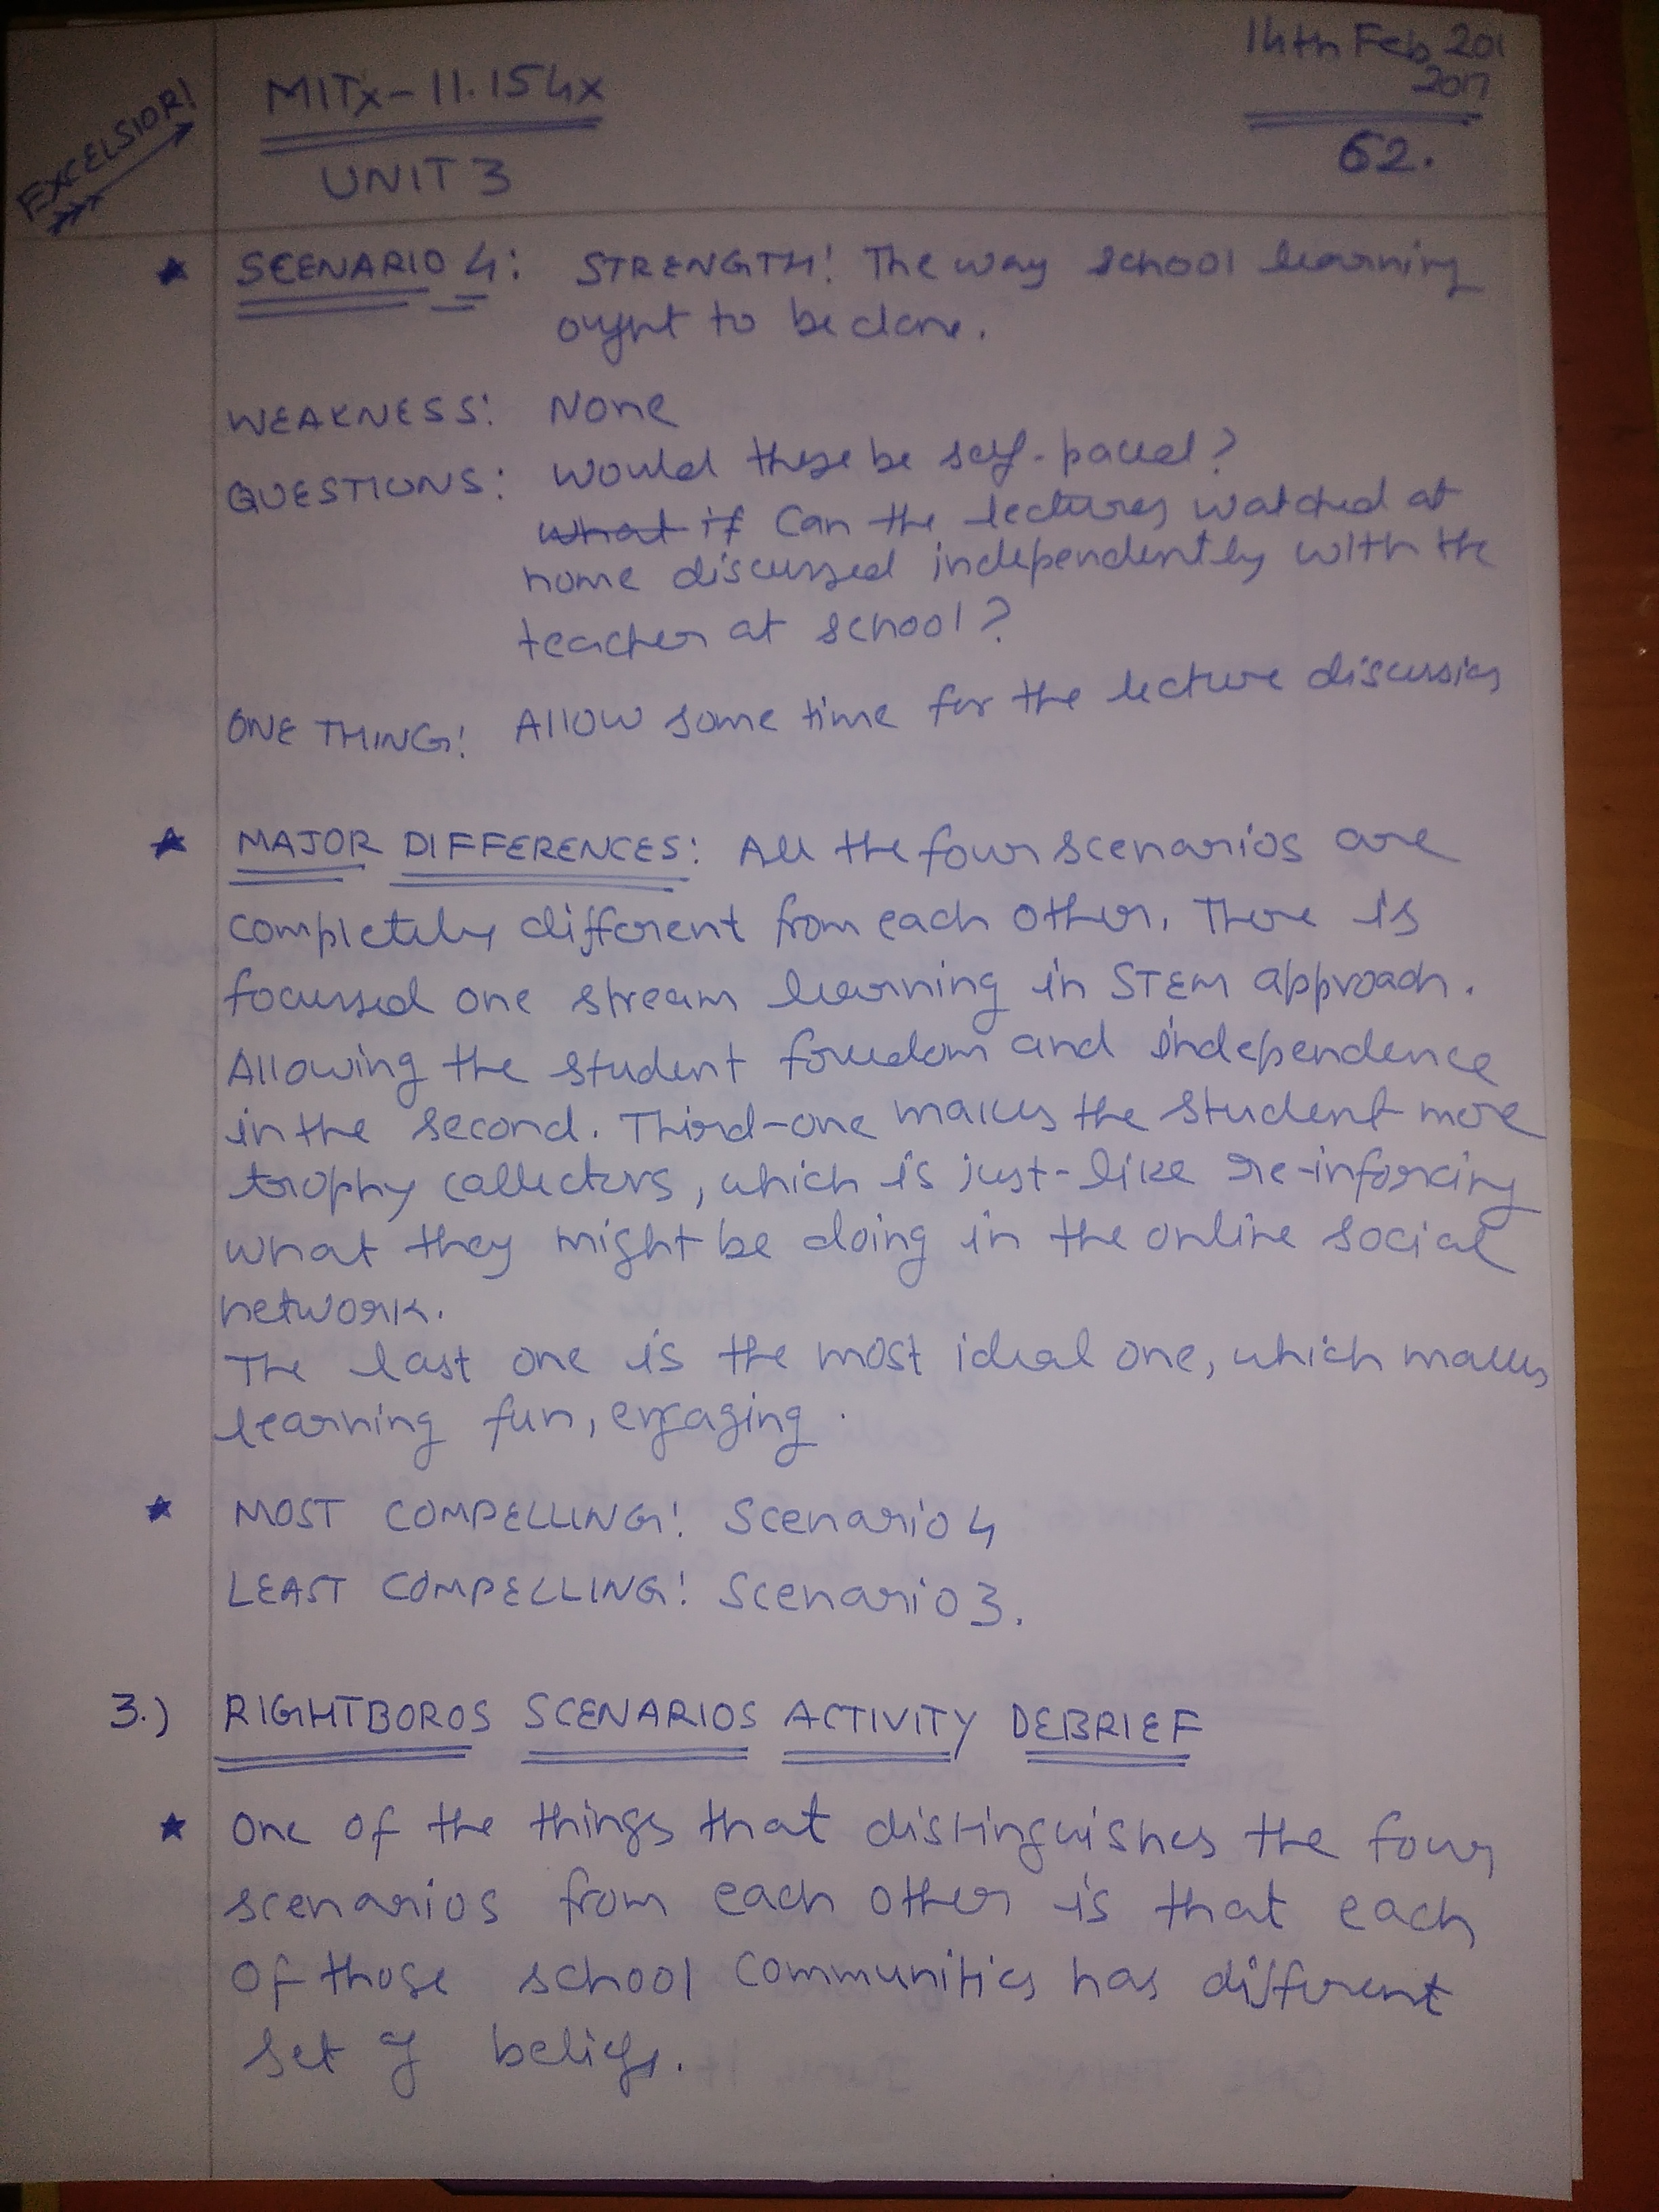 EXCELSIOR!
MITx-11.154x
UNIT 3
14th Feb 201
2017
62.
★ SCENARIO 4: STRENGTH! The way school learning
ought to be done.
WEAKNESS: None
QUESTIONS: Would these be self-paced?
What if Can the lectures watched at
home discussed independently with the
teacher at school?
ONE THING! Allow some time for the lecture discussion
★ MAJOR DIFFERENCES: All the four scenarios are
completely different from each other. There is
focussed one stream learning in STEM approach.
Allowing the student freedom and independence
in the second. Third-one makes the student more
trophy collectors, which is just-like re-inforcing
what they might be doing in the online social
network.
The last one is the most ideal one, which makes
learning fun, engaging.
★ MOST COMPELLING! Scenario 4
LEAST COMPELLING! Scenario 3.
3.) RIGHTBOROS SCENARIOS ACTIVITY DEBRIEF
★ One of the things that distinguishes the four
scenarios from each other is that each
of those school communities has different
set of beliefs.